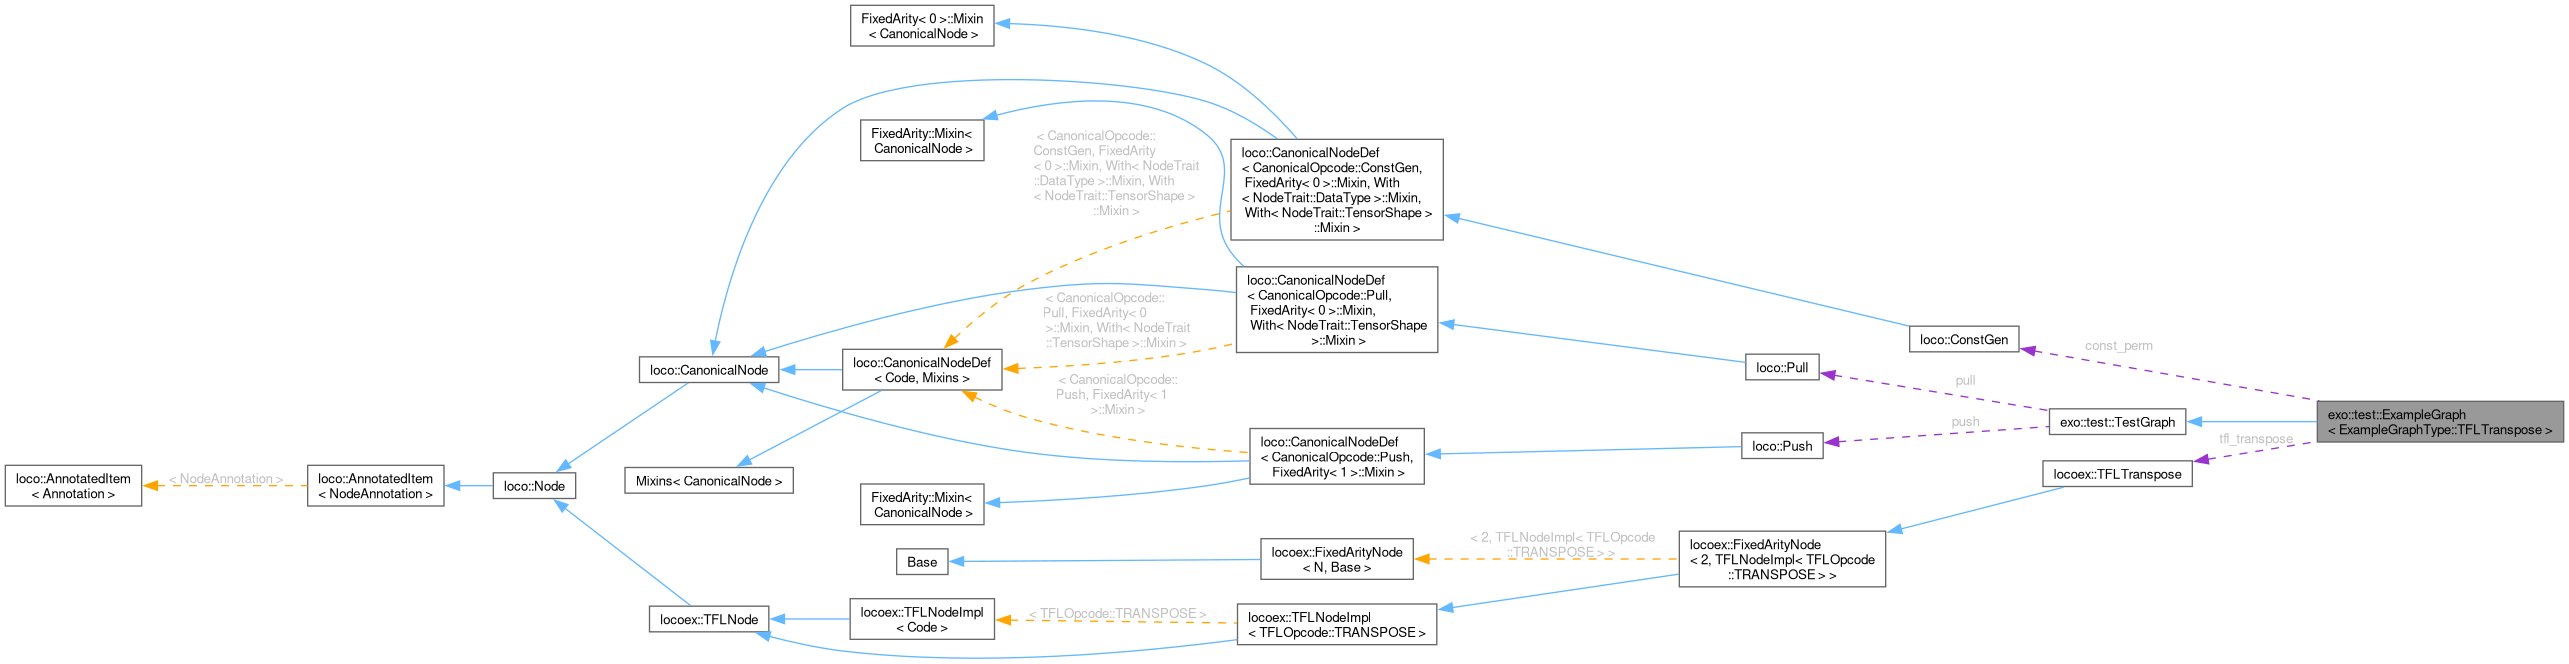 FixedArity< 0 >::Mixin
< CanonicalNode >
FixedArity::Mixin<
CanonicalNode >
< CanonicalOpcode::
ConstGen, FixedArity
< 0 >::Mixin, With< NodeTrait
::DataType >::Mixin, With
< NodeTrait::TensorShape >
::Mixin >
loco::CanonicalNodeDef
< CanonicalOpcode::ConstGen,
FixedArity< 0 >::Mixin, With
< NodeTrait::DataType >::Mixin,
With< NodeTrait::TensorShape >
::Mixin >
loco::CanonicalNodeDef
< CanonicalOpcode::Pull,
FixedArity< 0 >::Mixin,
With< NodeTrait::TensorShape
>::Mixin >
< CanonicalOpcode::
Pull, FixedArity< 0
>::Mixin, With< NodeTrait
::TensorShape >::Mixin >
loco::ConstGen
const_perm
loco::CanonicalNode
loco::CanonicalNodeDef
< Code, Mixins >
loco::Pull
pull
< CanonicalOpcode::
Push, FixedArity< 1
>::Mixin >
exo::test::ExampleGraph
< ExampleGraphType::TFLTranspose >
exo::test::TestGraph
push
tfl_transpose
loco::CanonicalNodeDef
< CanonicalOpcode::Push,
FixedArity< 1 >::Mixin >
loco::Push
loco::AnnotatedItem
< Annotation >
< NodeAnnotation >
loco::AnnotatedItem
< NodeAnnotation >
loco::Node
Mixins< CanonicalNode >
FixedArity::Mixin<
CanonicalNode >
locoex::TFLTranspose
Base
locoex::FixedArityNode
< N, Base >
< 2, TFLNodeImpl< TFLOpcode
::TRANSPOSE > >
locoex::FixedArityNode
< 2, TFLNodeImpl< TFLOpcode
::TRANSPOSE > >
locoex::TFLNode
locoex::TFLNodeImpl
< Code >
< TFLOpcode::TRANSPOSE >
locoex::TFLNodeImpl
< TFLOpcode::TRANSPOSE >